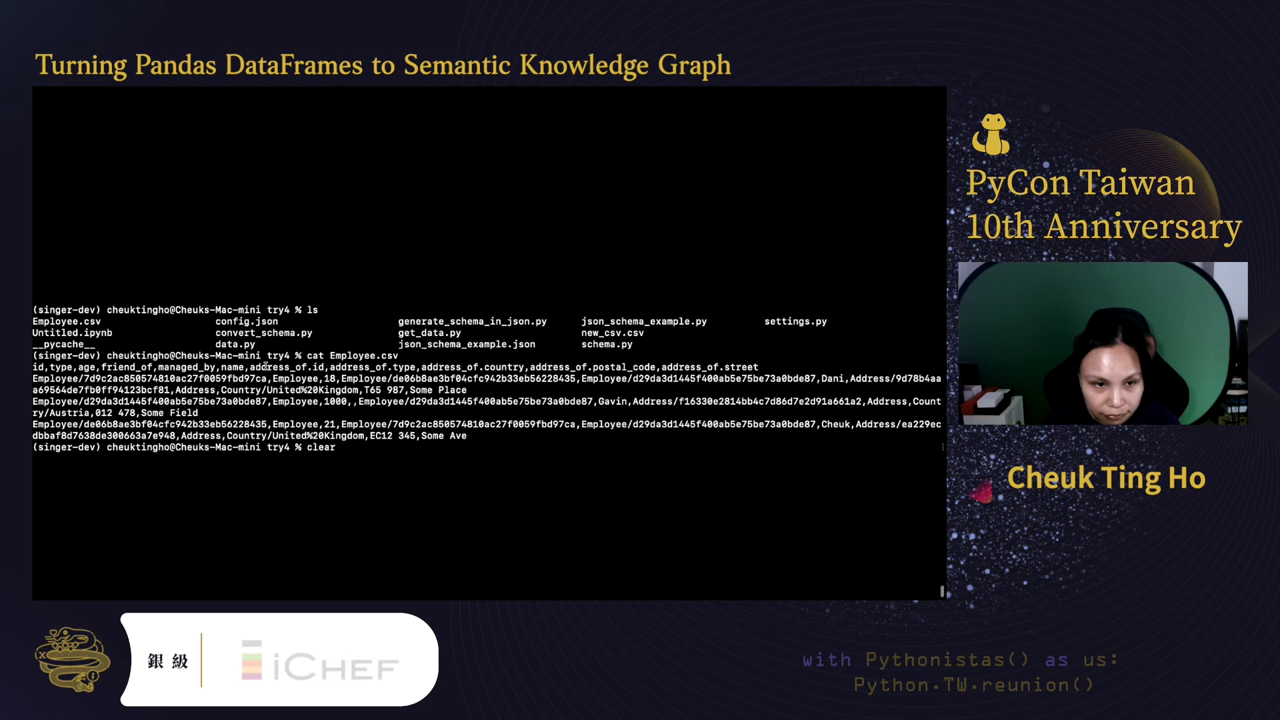 Turning Pandas DataFrames to Semantic Knowledge Graph
(singer-dev) cheuktingho@Cheuks-Mac-mini try4 % ls
Employee.csv config.json generate_schema_in_json.py json_schema_example.py settings.py
Untitled.ipynb convert_schema.py get_data.py new_csv.csv
__pycache__ data.py json_schema_example.json schema.py
(singer-dev) cheuktingho@Cheuks-Mac-mini try4 % cat Employee.csv
id,type,age,friend_of,managed_by,name,address_of.id,address_of.type,address_of.country,address_of.postal_code,address_of.street
Employee/7d9c2ac850574810ac27f0059fbd97ca,Employee,18,Employee/de06b8ae3bf04cfc942b33eb56228435,Employee/d29da3d1445f400ab5e75be73a0bde87,Dani,Address/9d78b4aa
a69564de7fb0ff94123bcf81,Address,Country/United%20Kingdom,T65 987,Some Place
Employee/d29da3d1445f400ab5e75be73a0bde87,Employee,1000,,Employee/d29da3d1445f400ab5e75be73a0bde87,Gavin,Address/f16330e2814bb4c7d86d7e2d91a661a2,Address,Count
ry/Austria,012 478,Some Field
Employee/de06b8ae3bf04cfc942b33eb56228435,Employee,21,Employee/7d9c2ac850574810ac27f0059fbd97ca,Employee/d29da3d1445f400ab5e75be73a0bde87,Cheuk,Address/ea229ec
dbbaf8d7638de300663a7e948,Address,Country/United%20Kingdom,EC12 345,Some Ave
(singer-dev) cheuktingho@Cheuks-Mac-mini try4 % clear
PyCon Taiwan
10th Anniversary
Cheuk Ting Ho
銀級
iCHEF
with Pythonistas() as us:
Python.TW.reunion()